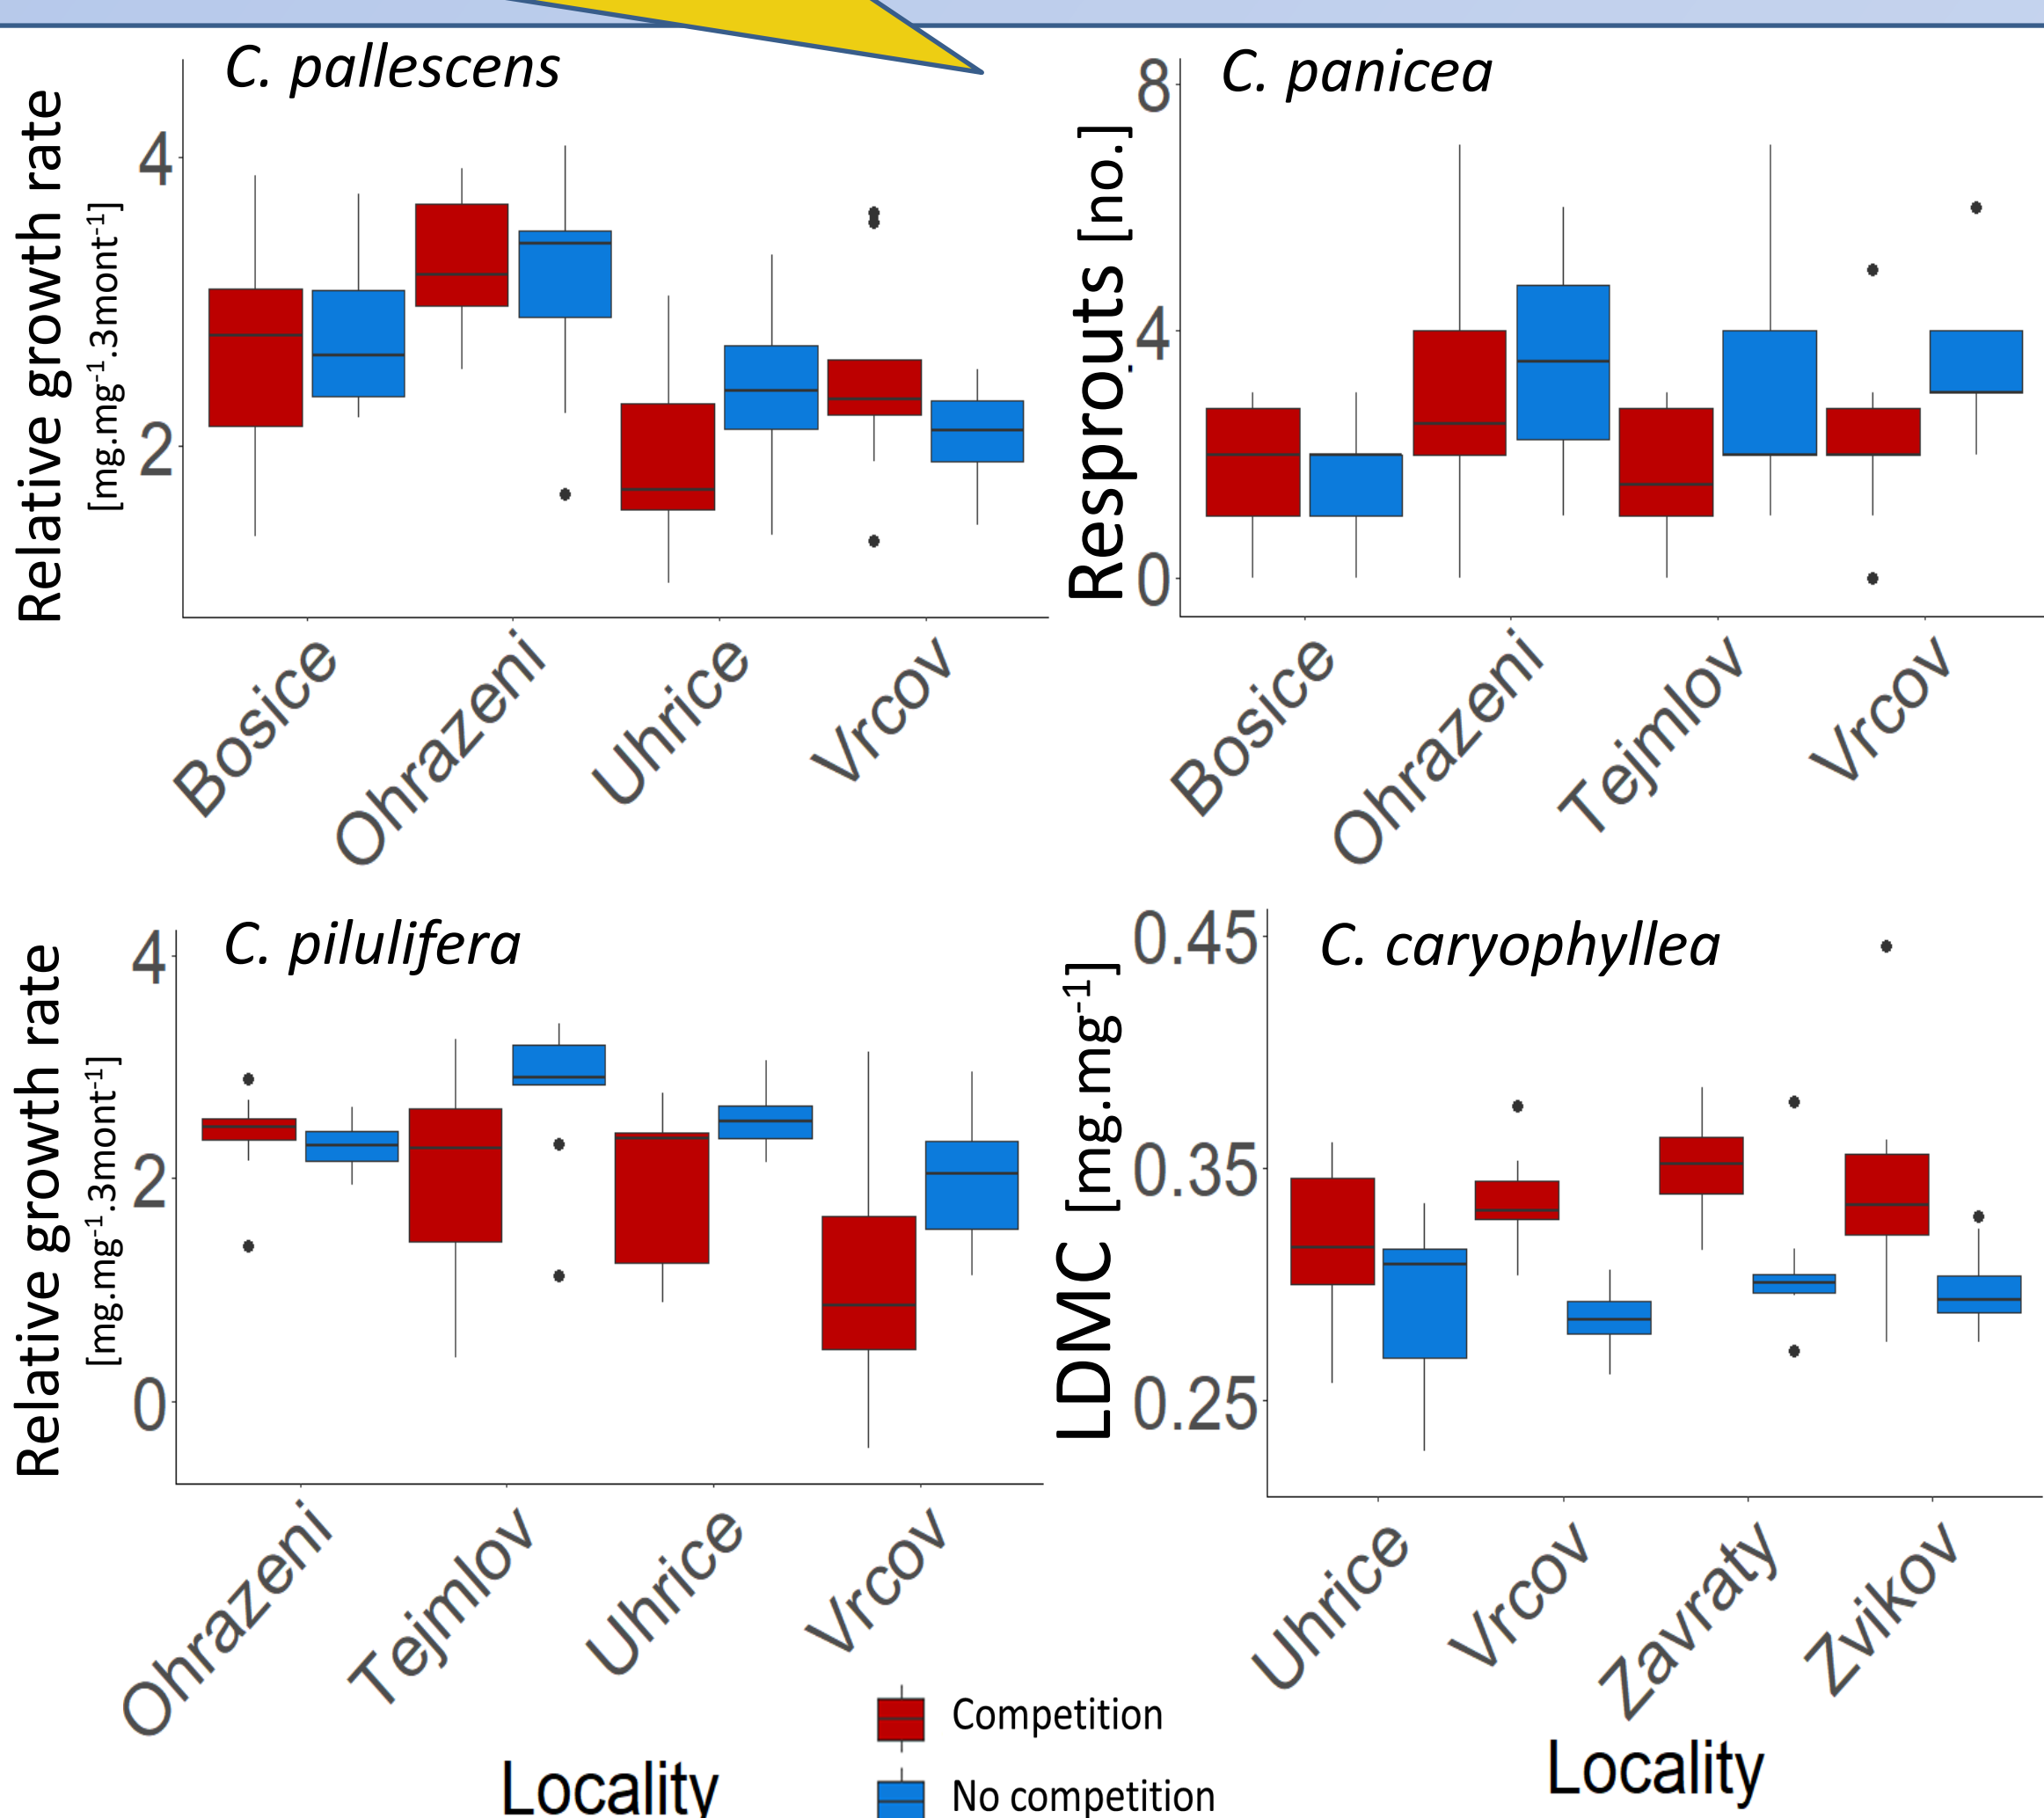 C. pallescens
Relative growth rate
[mg.mg-1.3mont-1]
4
2
Bosice
Ohrazeni
Uhrice
Vrcov
C. panicea
Resprouts [no.]
8
4
0
Bosice
Ohrazeni
Tejmlov
Vrcov
C. pilulifera
Relative growth rate
[mg.mg-1.3mont-1]
4
2
0
Ohrazeni
Tejmlov
Uhrice
Vrcov
Locality
C. caryophyllea
LDMC [mg.mg-1]
0.45
0.35
0.25
Uhrice
Vrcov
Zavraty
Zvikov
Locality
Competition
No competition